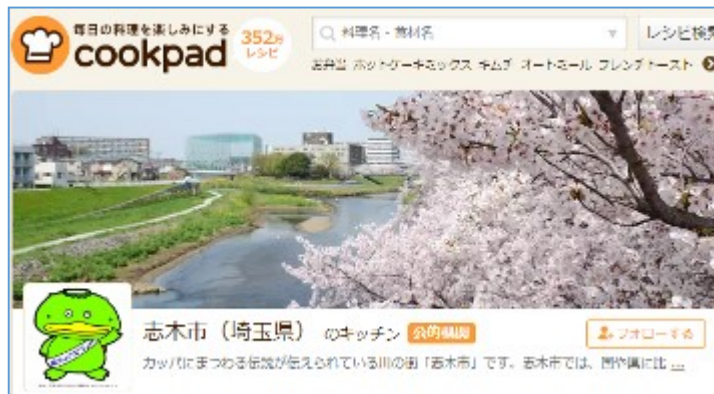 毎日の料理を楽しみにする
cookpad
352万
レシピ
料理名・食材名
レシピ検索
お弁当 ホットケーキミックス キムチ オートミール フレンチトースト
志木市（埼玉県） のキッチン 公的機関
フォローする
カッパにまつわる伝説が伝えられている川の街「志木市」です。志木市では、国や県に比 ...